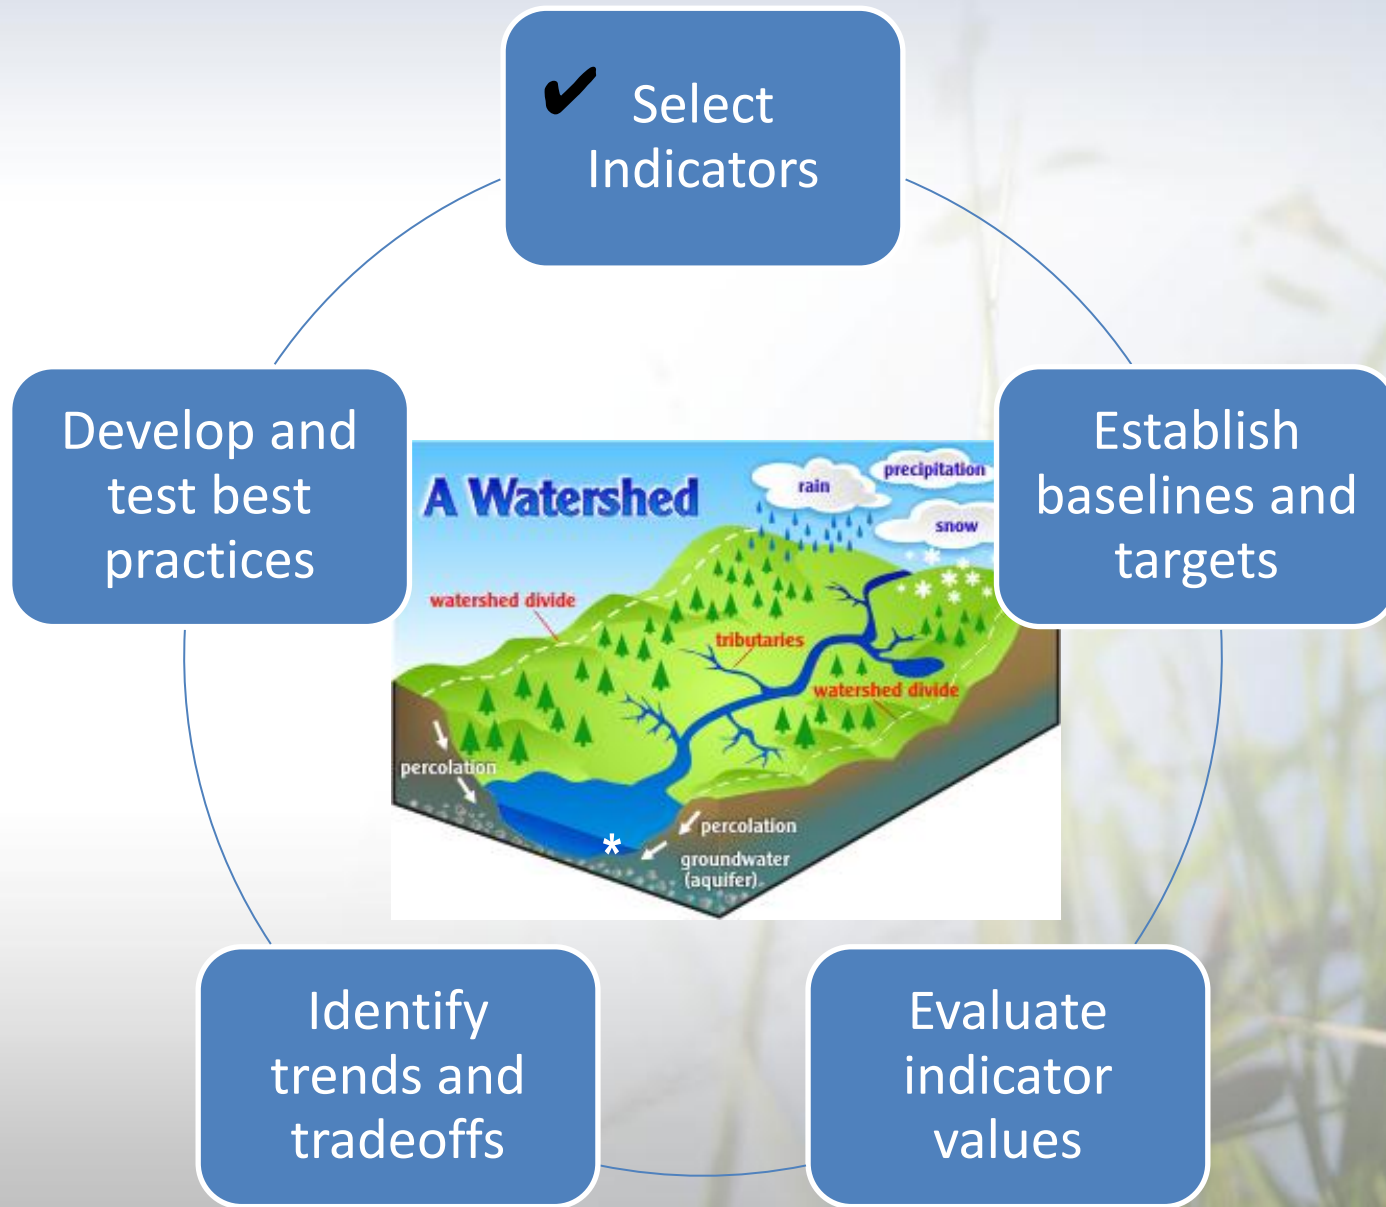 ✔ Select
Indicators
Develop and
test best
practices
Establish
baselines and
targets
A Watershed
rain
precipitation
snow
watershed divide
tributaries
watershed divide
percolation
percolation
*
groundwater
(aquifer)
Identify
trends and
tradeoffs
Evaluate
indicator
values